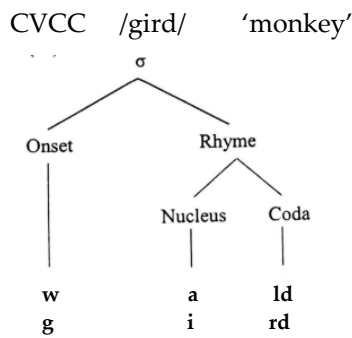 CVCC /gird/ ‘monkey’
σ
Onset Rhyme
Nucleus Coda
w a ld
g i rd